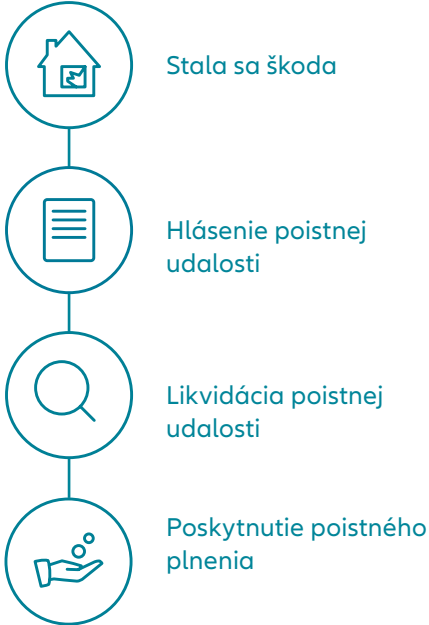 Stala sa škoda
Hlásenie poistnej
udalosti
Likvidácia poistnej
udalosti
Poskytnutie poistného
plnenia